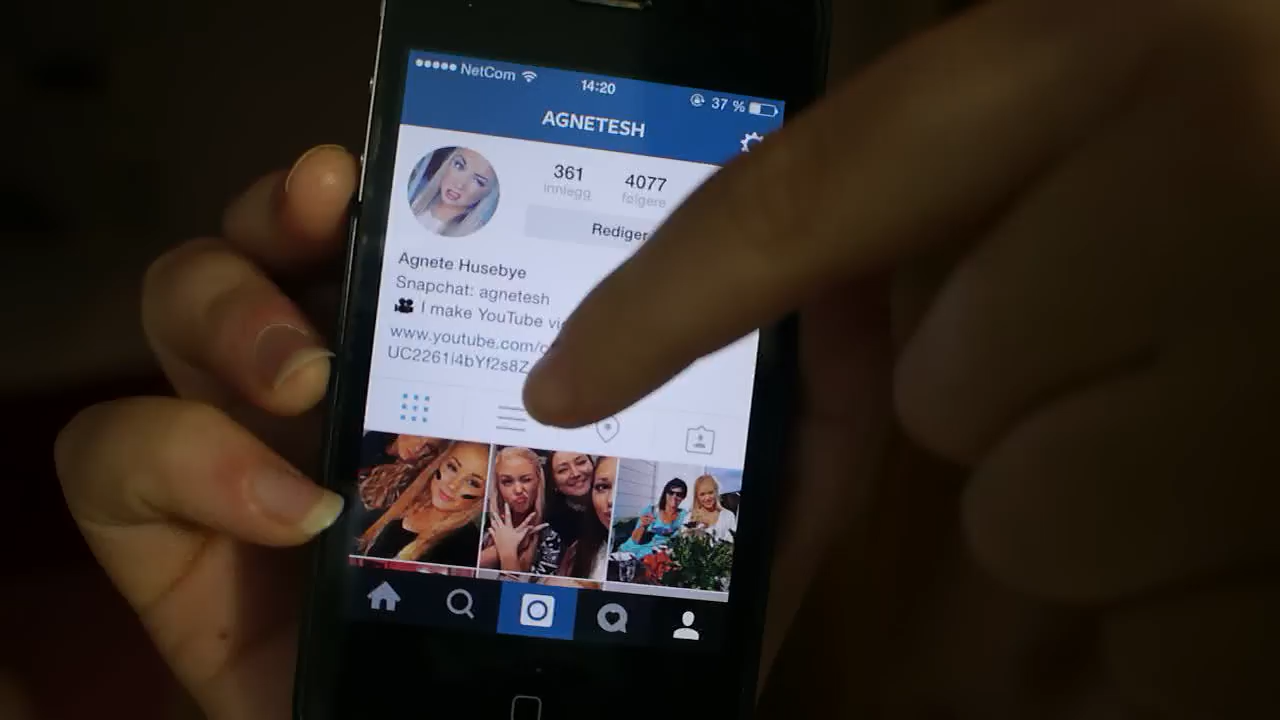 NetCom 14:20 37 %
AGNETESH
361 4077
innlegg følgere
Rediger
Agnete Husebye
Snapchat: agnetesh
I make YouTube
www.youtube.com/